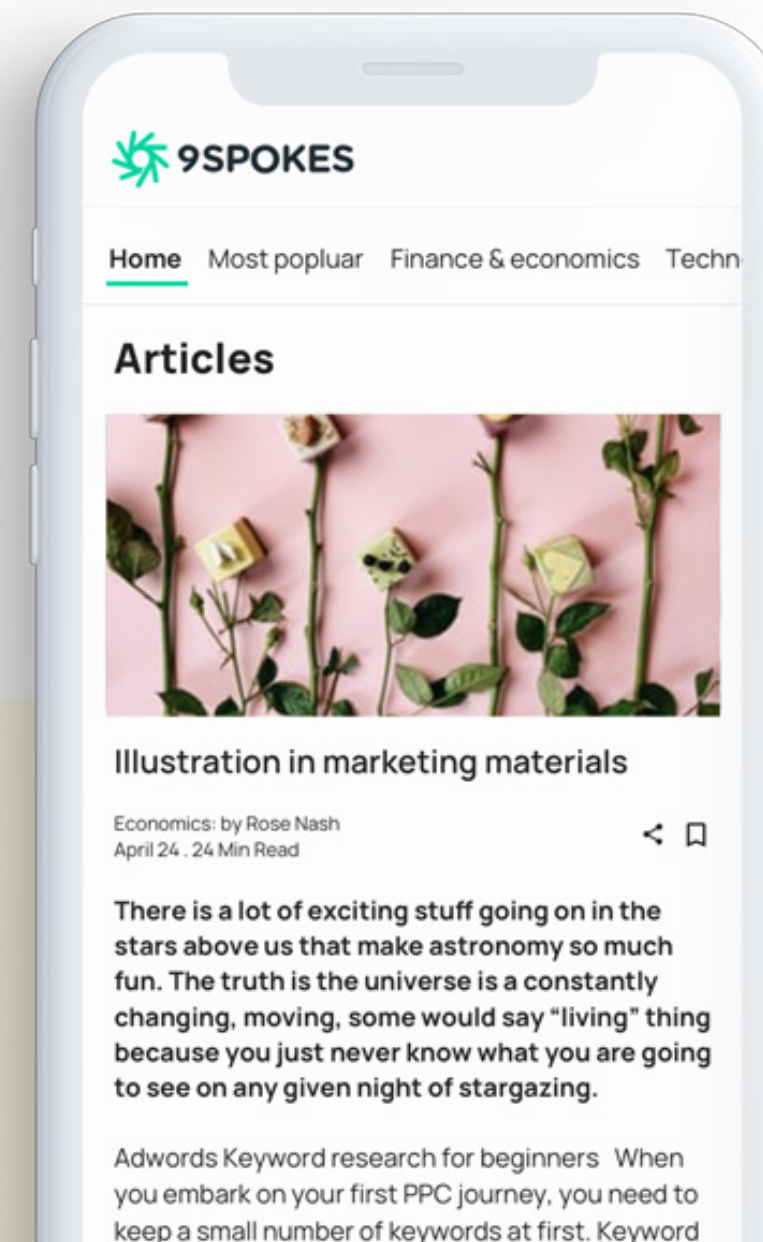 9SPOKES
Home Most popluar Finance & economics Techn
Articles
Illustration in marketing materials
Economics: by Rose Nash
April 24 . 24 Min Read
There is a lot of exciting stuff going on in the
stars above us that make astronomy so much
fun. The truth is the universe is a constantly
changing, moving, some would say “living” thing
because you just never know what you are going
to see on any given night of stargazing.
Adwords Keyword research for beginners When
you embark on your first PPC journey, you need to
keep a small number of keywords at first. Keyword